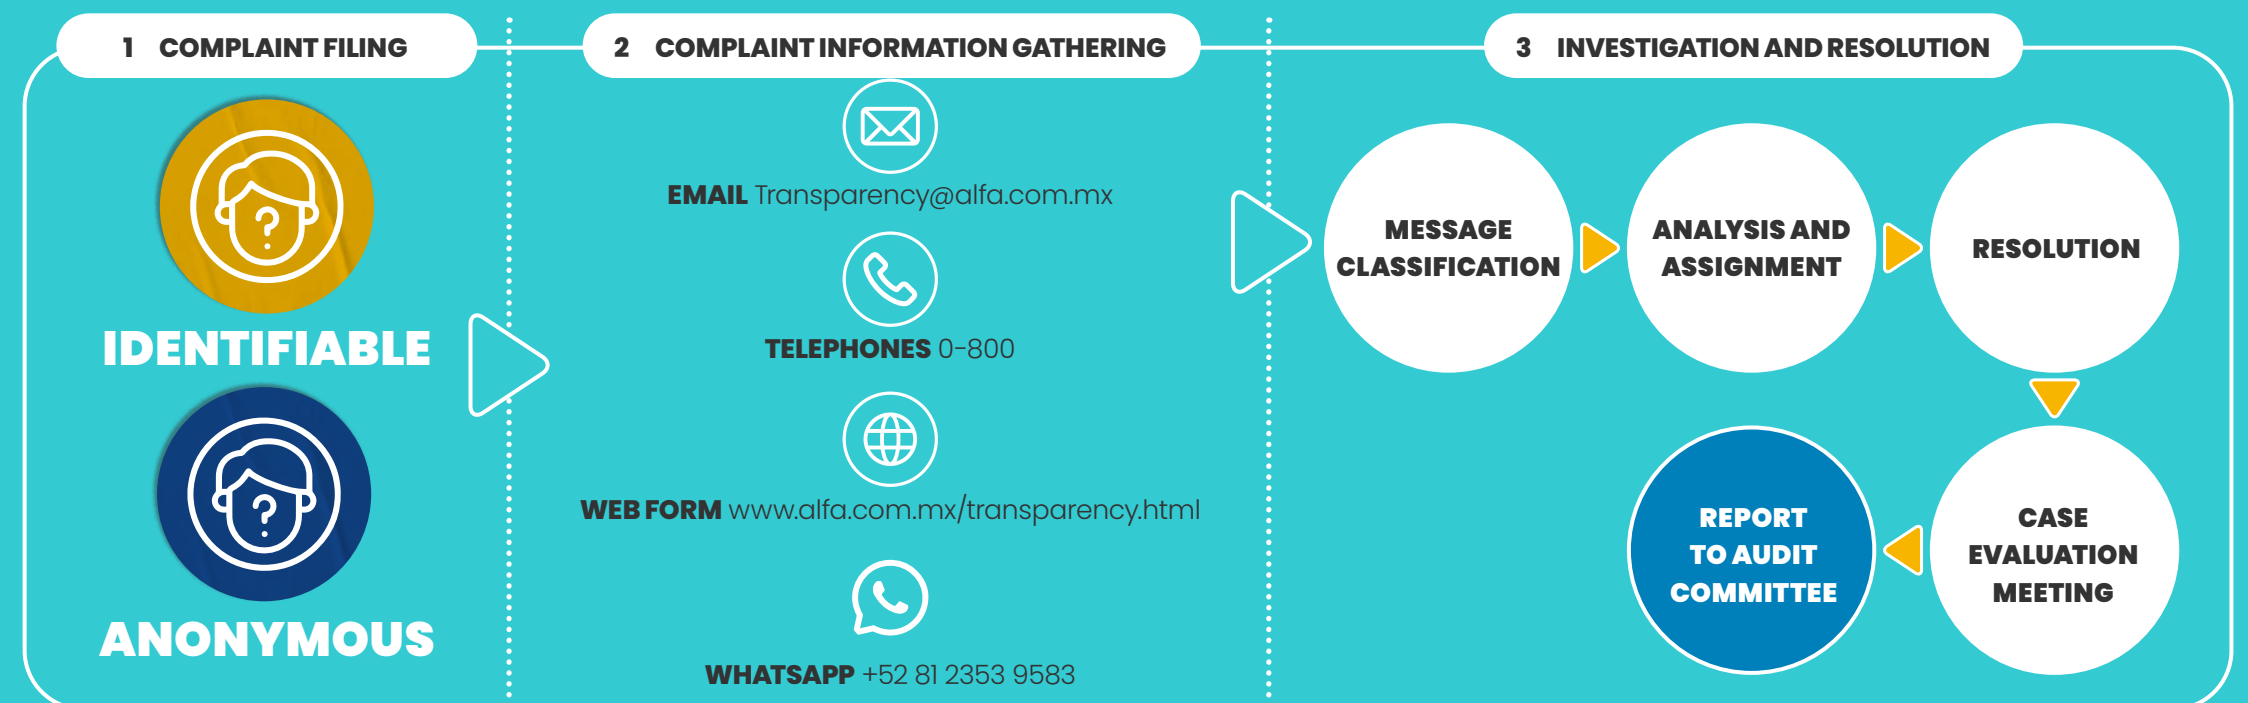 1 COMPLAINT FILING
IDENTIFIABLE
ANONYMOUS
2 COMPLAINT INFORMATION GATHERING
EMAIL Transparency@alfa.com.mx
TELEPHONES 0-800
WEB FORM www.alfa.com.mx/transparency.html
WHATSAPP +52 81 2353 9583
3 INVESTIGATION AND RESOLUTION
MESSAGE
CLASSIFICATION
ANALYSIS AND
ASSIGNMENT
RESOLUTION
CASE
EVALUATION
MEETING
REPORT
TO AUDIT
COMMITTEE